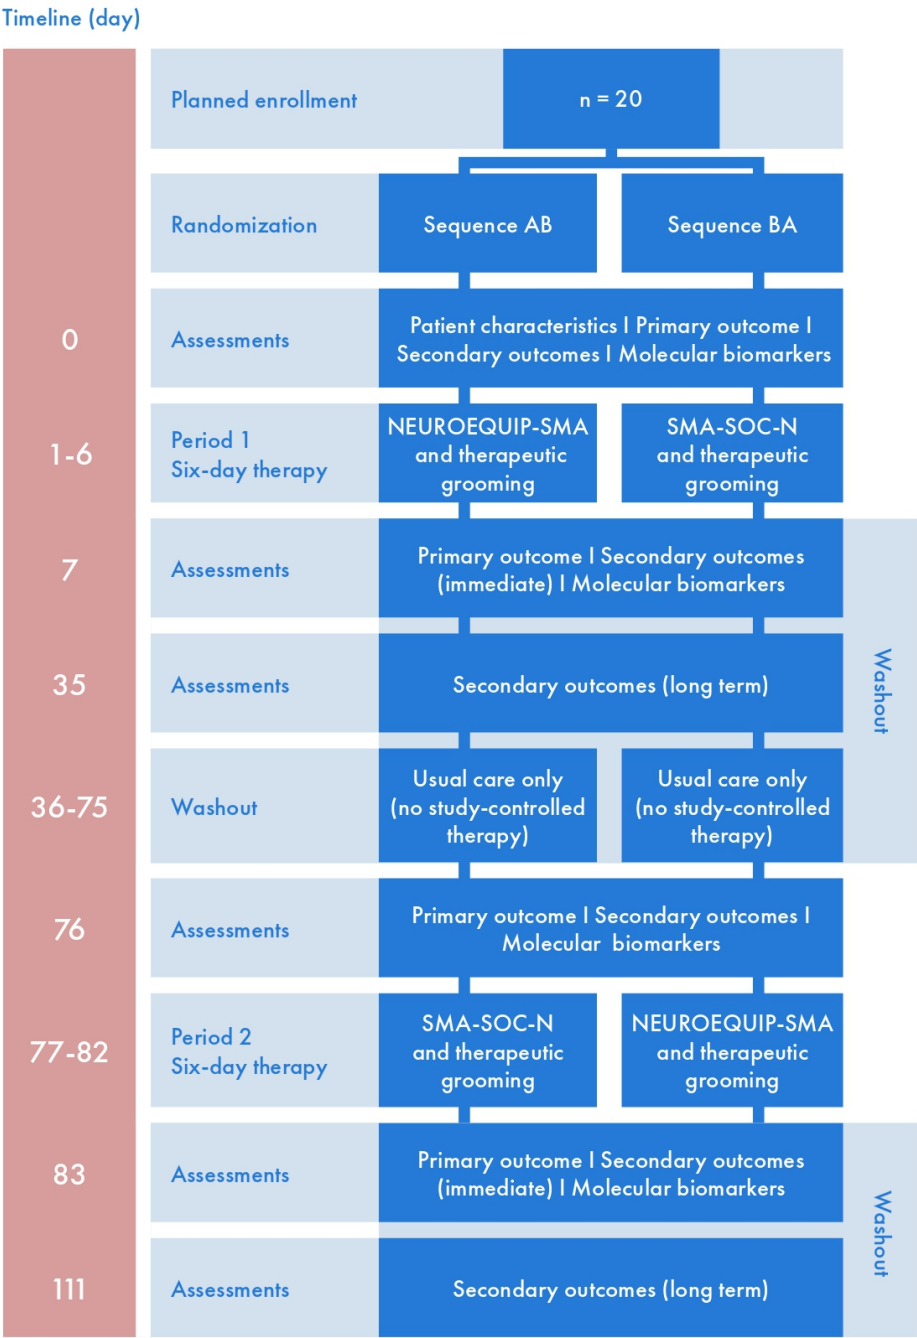 Timeline (day)
Planned enrollment
n = 20
Randomization
Sequence AB
Sequence BA
0
Assessments
Patient characteristics I Primary outcome I
Secondary outcomes I Molecular biomarkers
1-6
Period 1
Six-day therapy
NEUROEQUIP-SMA
and therapeutic
grooming
SMA-SOC-N
and therapeutic
grooming
7
Assessments
Primary outcome I Secondary outcomes
(immediate) I Molecular biomarkers
Washout
35
Assessments
Secondary outcomes (long term)
36-75
Washout
Usual care only
(no study-controlled
therapy)
Usual care only
(no study-controlled
therapy)
76
Assessments
Primary outcome I Secondary outcomes I
Molecular biomarkers
77-82
Period 2
Six-day therapy
SMA-SOC-N
and therapeutic
grooming
NEUROEQUIP-SMA
and therapeutic
grooming
83
Assessments
Primary outcome I Secondary outcomes
(immediate) I Molecular biomarkers
Washout
111
Assessments
Secondary outcomes (long term)